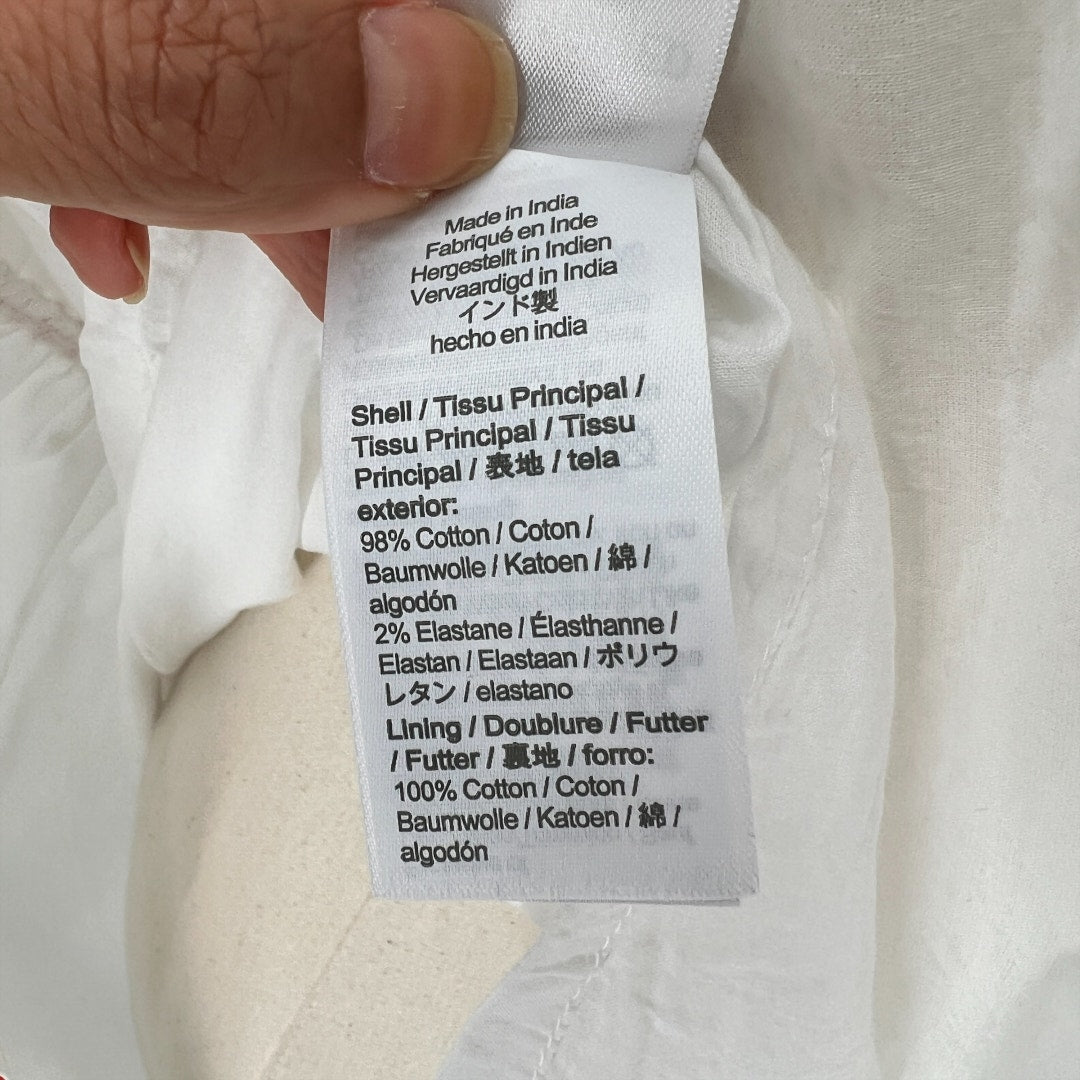 Made in India
Fabriqué en Inde
Hergestellt in Indien
Vervaardigd in India
インド製
hecho en india
Shell / Tissu Principal /
Tissu Principal / Tissu
Principal / 表地 / tela
exterior:
98% Cotton / Coton /
Baumwolle / Katoen / 綿 /
algodón
2% Elastane / Élasthanne /
Elastan / Elastaan / ポリウ
レタン / elastano
Lining / Doublure / Futter
/ Futter / 裏地 / forro:
100% Cotton / Coton /
Baumwolle / Katoen / 綿 /
algodón